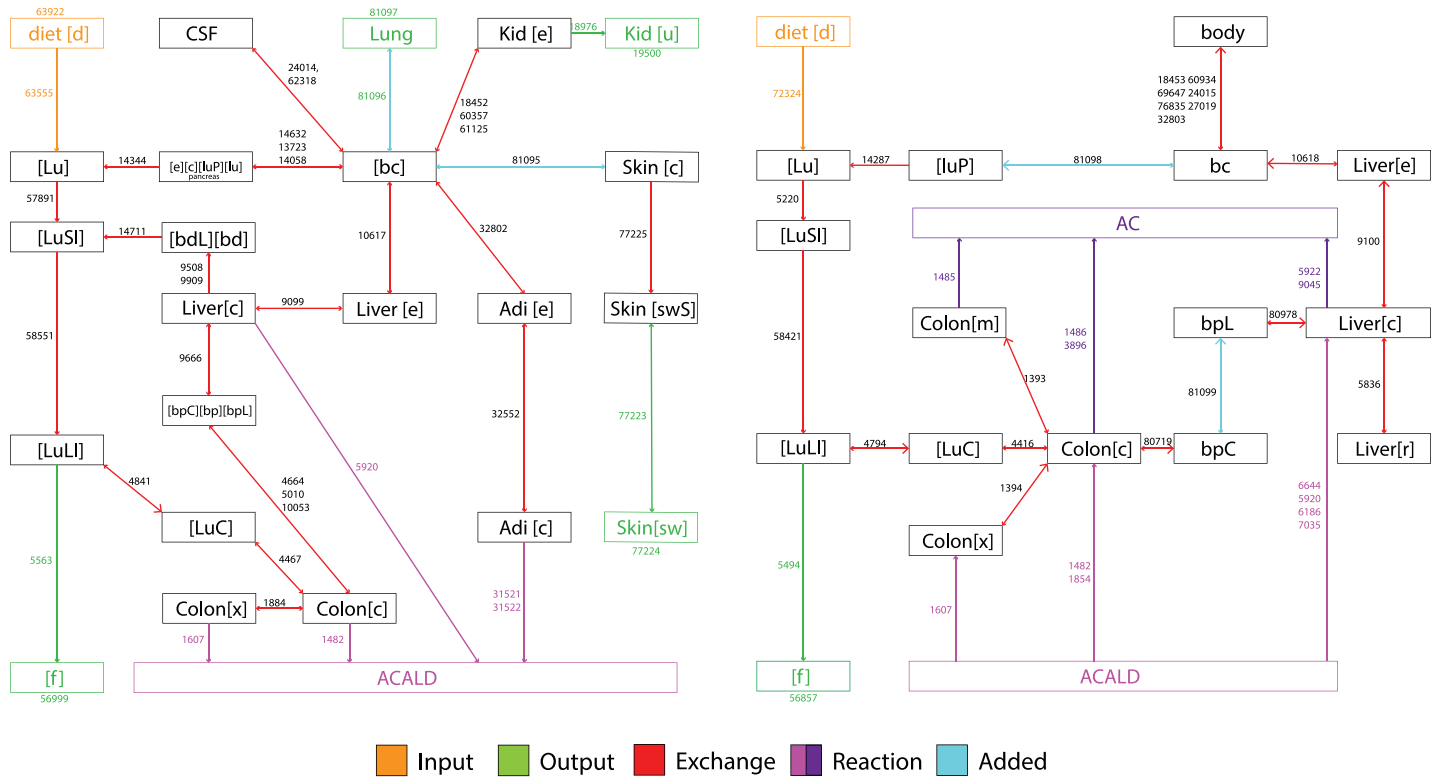 63922
diet [d]
CSF
81097
Lung
Kid [e]
18976
Kid [u]
19500
63555
24014,
62318
81096
18452
60357
61125
[Lu]
14344
[e][c][luP][lu]
pancreas
14632
13723
14058
[bc]
81095
Skin [c]
57891
[LuSI]
14711
[bdL][bd]
10617
32802
77225
9508
9909
Liver[c]
9099
Liver [e]
Adi [e]
Skin [swS]
58551
9666
[bpC][bp][bpL]
32552
77223
[LuLI]
4841
5920
4664
5010
10053
[LuC]
Adi [c]
Skin[sw]
77224
5563
4467
Colon[x]
1884
Colon[c]
31521
31522
1607
1482
[f]
56999
ACALD
diet [d]
body
72324
18453 60934
69647 24015
76835 27019
32803
[Lu]
14287
[luP]
81098
bc
10618
Liver[e]
5220
[LuSI]
AC
9100
1485
5922
9045
58421
Colon[m]
1486
3896
bpL
80978
Liver[c]
1393
81099
5836
[LuLI]
4794
[LuC]
4416
Colon[c]
80719
bpC
Liver[r]
1394
6644
5920
6186
7035
Colon[x]
5494
1482
1854
1607
[f]
56857
ACALD
Input
Output
Exchange
Reaction
Added